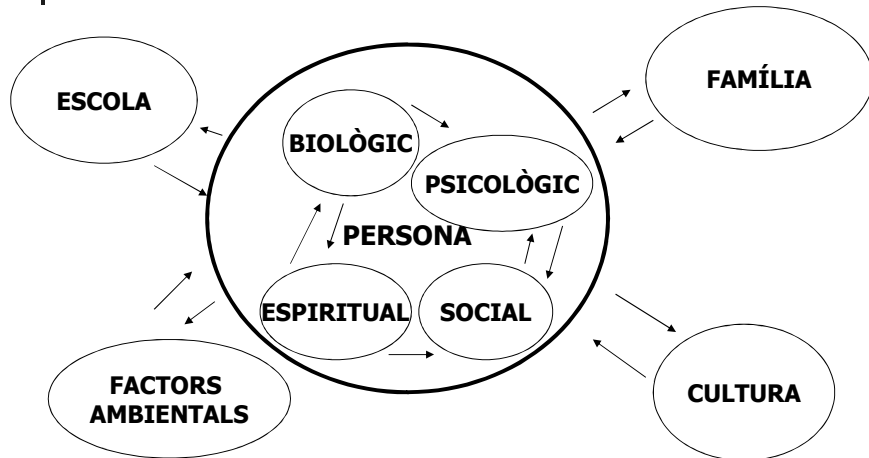 FAMÍLIA
ESCOLA
BIOLÒGIC
PSICOLÒGIC
PERSONA
ESPIRITUAL
SOCIAL
FACTORS
AMBIENTALS
CULTURA